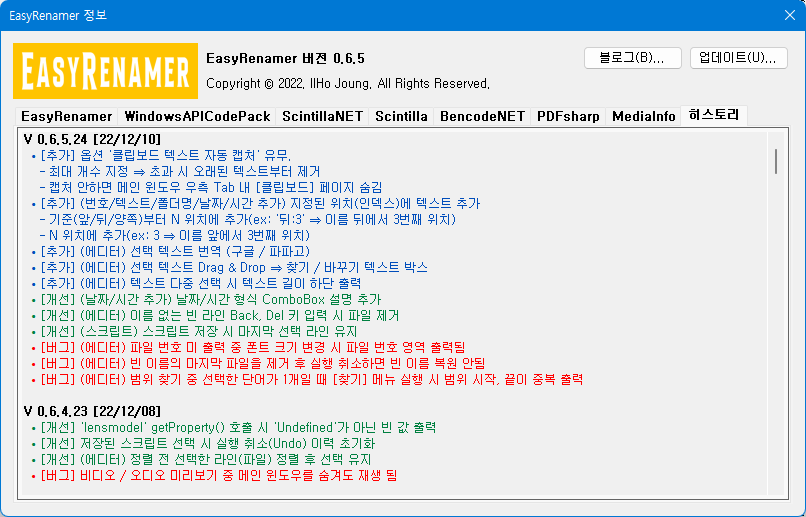 EasyRenamer 정보
EASYRENAMER
EasyRenamer 버젼 0.6.5
Copyright © 2022. IlHo Joung. All Rights Reserved.
블로그(B)...
업데이트(U)...
EasyRenamer WindowsAPICodePack ScintillaNET Scintilla BencodeNET PDFsharp MediaInfo 히스토리
V 0.6.5.24 [22/12/10]
• [추가] 옵션 '클립보드 텍스트 자동 캡처' 유무.
- 최대 개수 지정 ⇒ 초과 시 오래된 텍스트부터 제거
- 캡처 안하면 메인 윈도우 우측 Tab 내 [클립보드] 페이지 숨김
• [추가] (번호/텍스트/폴더명/날짜/시간 추가) 지정된 위치(인덱스)에 텍스트 추가
- 기준(앞/뒤/양쪽)부터 N 위치에 추가(ex: '뒤:3' ⇒ 이름 뒤에서 3번째 위치)
- N 위치에 추가(ex: 3 ⇒ 이름 앞에서 3번째 위치)
• [추가] (에디터) 선택 텍스트 번역 (구글 / 파파고)
• [추가] (에디터) 선택 텍스트 Drag & Drop ⇒ 찾기 / 바꾸기 텍스트 박스
• [추가] (에디터) 텍스트 다중 선택 시 텍스트 길이 하단 출력
• [개선] (날짜/시간 추가) 날짜/시간 형식 ComboBox 설명 추가
• [개선] (에디터) 이름 없는 빈 라인 Back, Del 키 입력 시 파일 제거
• [개선] (스크립트) 스크립트 저장 시 마지막 선택 라인 유지
• [버그] (에디터) 파일 번호 미 출력 중 폰트 크기 변경 시 파일 번호 영역 출력됨
• [버그] (에디터) 빈 이름의 마지막 파일을 제거 후 실행 취소하면 빈 이름 복원 안됨
• [버그] (에디터) 범위 찾기 중 선택한 단어가 1개일 때 [찾기] 메뉴 실행 시 범위 시작, 끝이 중복 출력
V 0.6.4.23 [22/12/08]
• [개선] 'lensmodel' getProperty() 호출 시 'Undefined'가 아닌 빈 값 출력
• [개선] 저장된 스크립트 선택 시 실행 취소(Undo) 이력 초기화
• [개선] (에디터) 정렬 전 선택한 라인(파일) 정렬 후 선택 유지
• [버그] 비디오 / 오디오 미리보기 중 메인 윈도우를 숨겨도 재생 됨